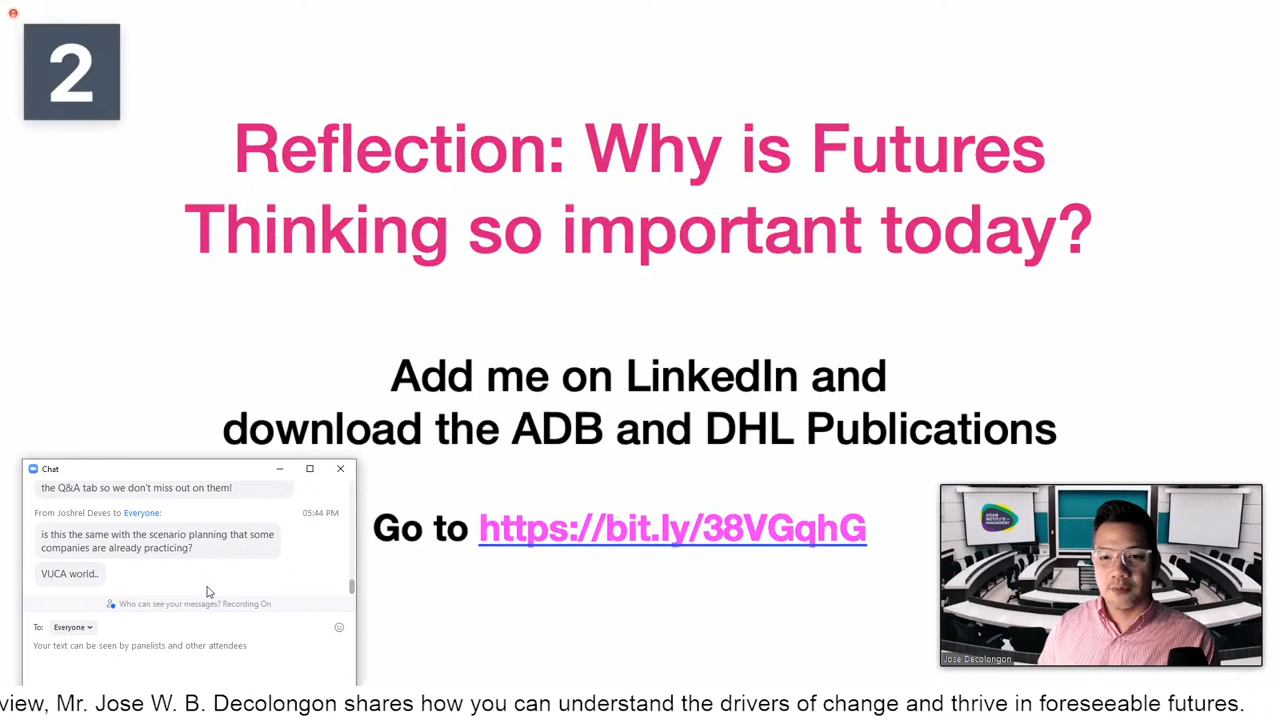 2
Reflection: Why is Futures
Thinking so important today?
Add me on LinkedIn and
download the ADB and DHL Publications
Go to https://bit.ly/38VGqhG
Chat
the Q&A tab so we don't miss out on them!
From Joshrel Deves to Everyone: 05:44 PM
is this the same with the scenario planning that some
companies are already practicing?
VUCA world..
Who can see your messages? Recording On
To: Everyone
Your text can be seen by panelists and other attendees
ASIAN
INSTITUTE OF
MANAGEMENT
Jose Decolongon
view, Mr. Jose W. B. Decolongon shares how you can understand the drivers of change and thrive in foreseeable futures.